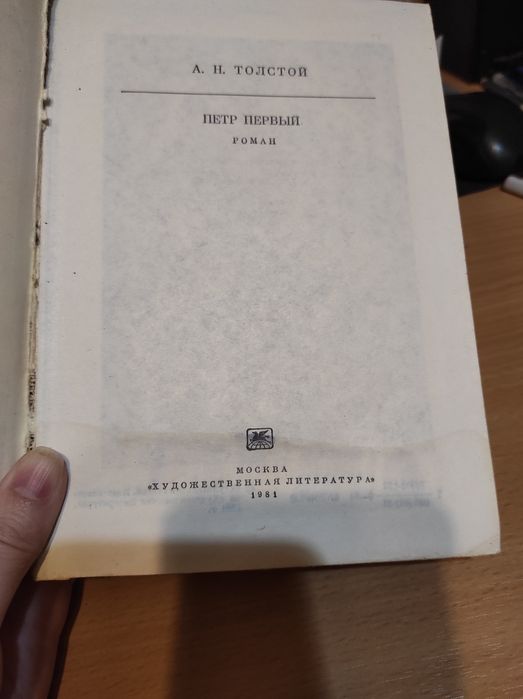 А. Н. ТОЛСТОЙ
ПЕТР ПЕРВЫЙ
РОМАН
МОСКВА
«ХУДОЖЕСТВЕННАЯ ЛИТЕРАТУРА»
1981